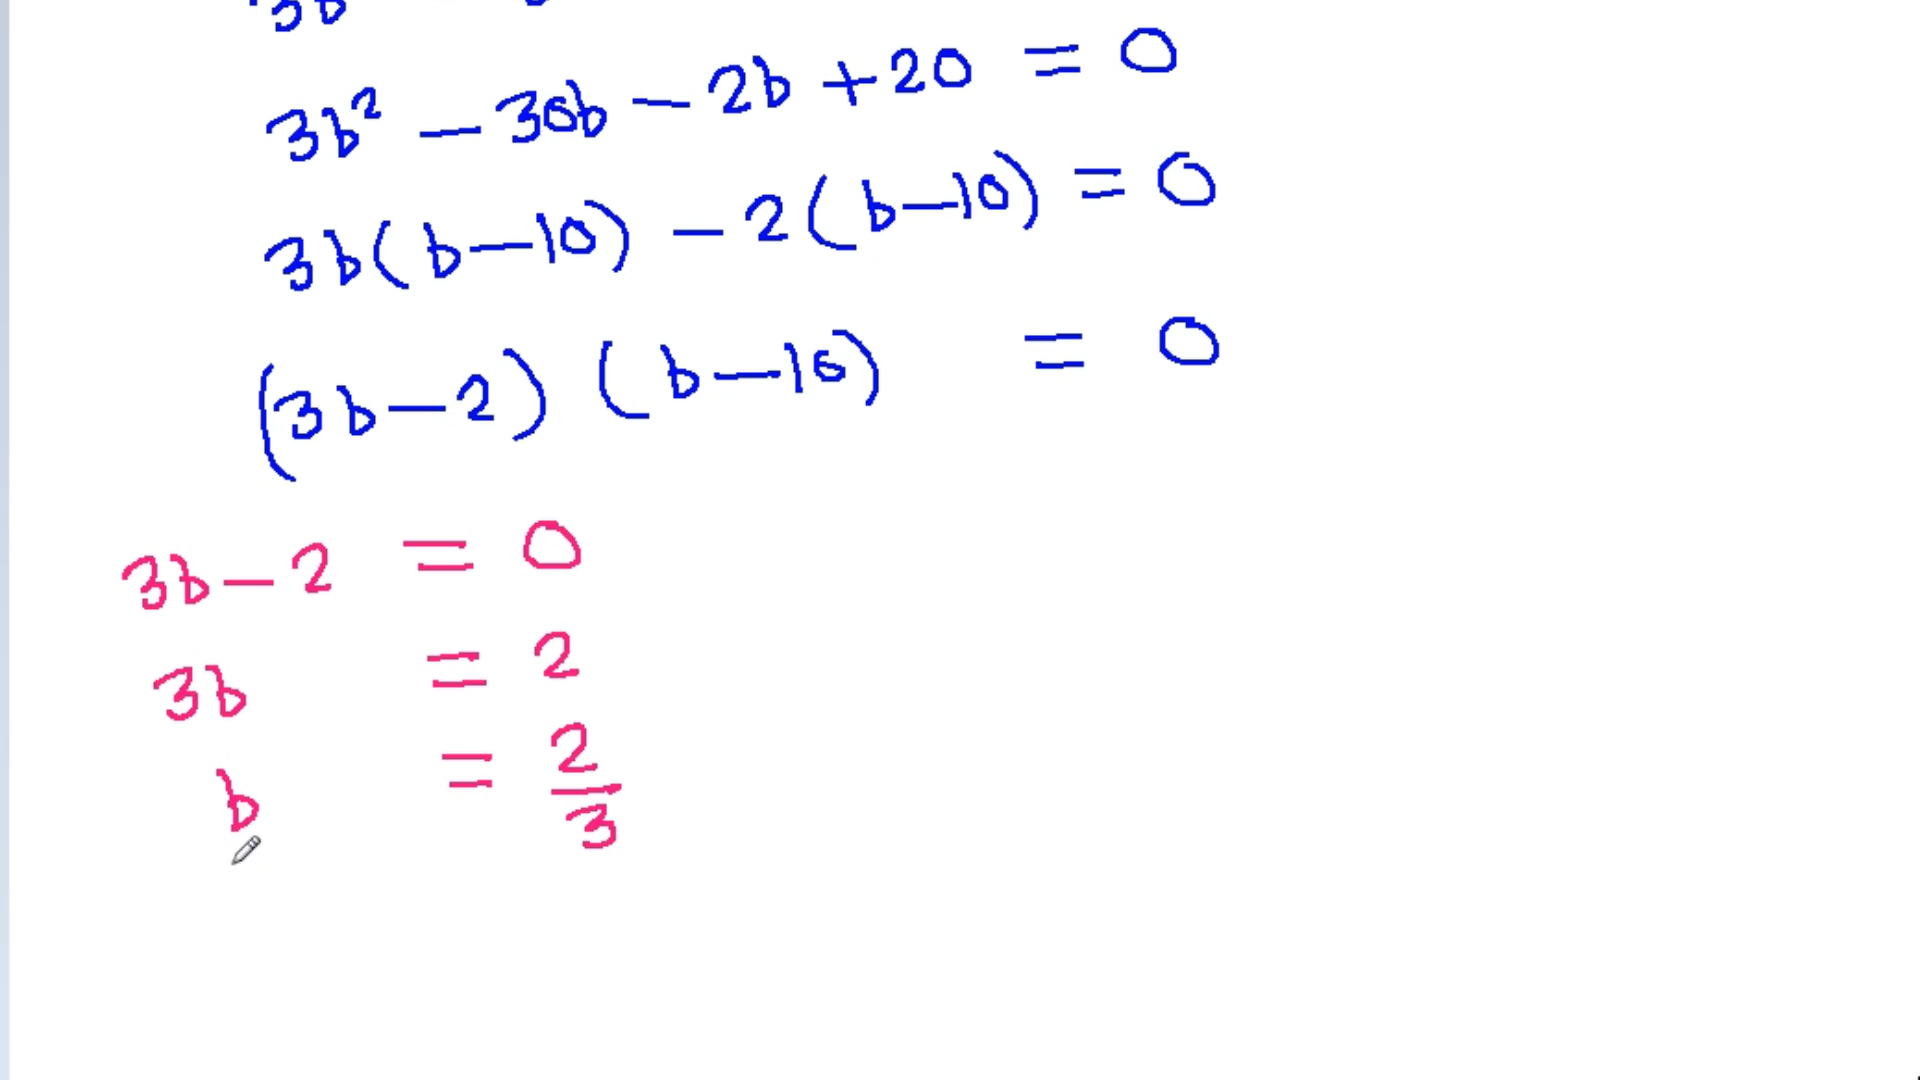 3b
3b² - 30b - 2b + 20 = 0
3b(b-10) - 2(b-10) = 0
(3b-2) (b-10) = 0
3b-2 = 0
3b = 2
b = 2/3